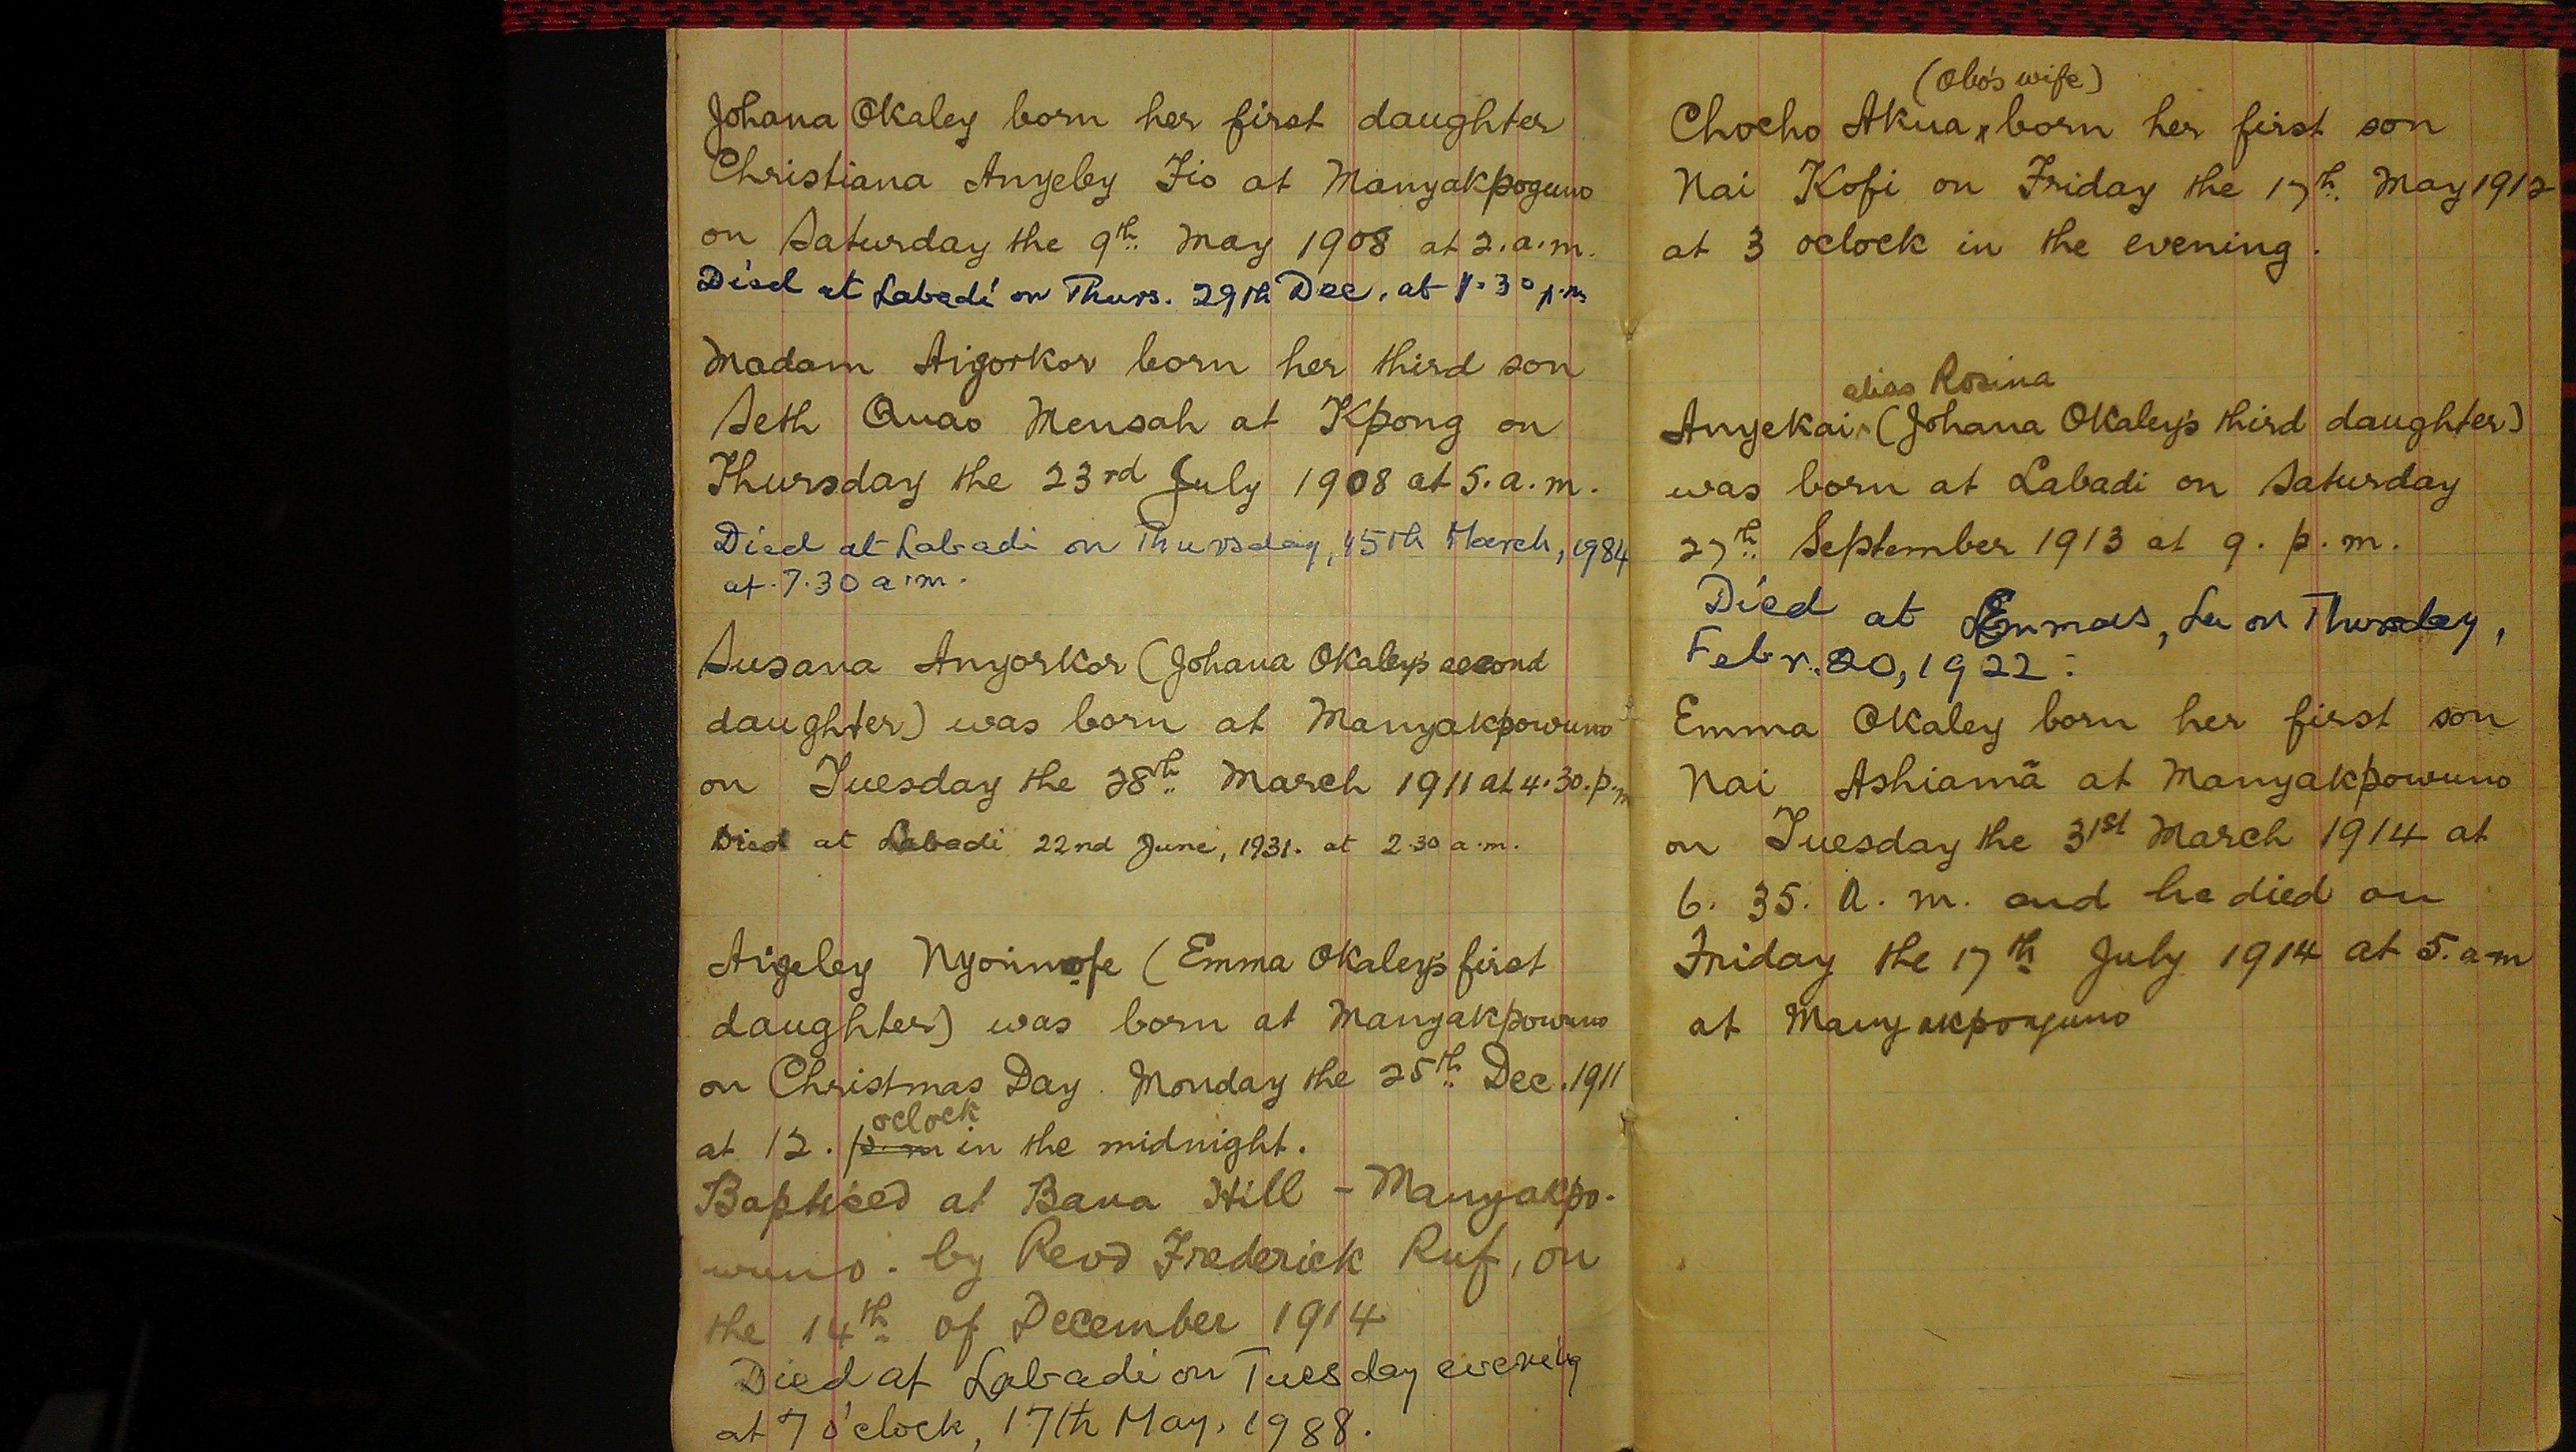 Johana Okaley born her first daughter
Christiana Anyeley Fio at Manyakpoguno
on Saturday the 9th May 1908 at 2.a.m.
Died at Labadi on Thurs. 29th Dec. at 1.30 p.m
Madam Aigorkor born her third son
Seth Quao Mensah at Kpong on
Thursday the 23rd July 1908 at 5.a.m.
Died at Labadi on Thursday, 15th March, 1984
at 7.30 a.m.
Susana Anyorkor (Johana Okaley's second
daughter) was born at Manyakpowuno
on Tuesday the 28th March 1911 at 4.30.p.m
Died at Labadi 22nd June, 1931. at 2.30 a.m.
Aigeley (Emma Okaley's first
daughter) was born at Manyakpowuno
on Christmas Day. Monday the 25th Dec. 1911
oclock
at 12. p.m in the midnight.
Baptised at Bana Hill - Manyakpo-
wuno. by Revd Frederick Ruf, on
the 14th of December 1914
Died at Labadi on Tuesday evening
at 7 o'clock, 17th May, 1988.
(Obo's wife)
Chocho Akua, born her first son
Nai Kofi on Friday the 17th May 1912
at 3 oclock in the evening.
alias Rosina
Anyekai (Johana Okaley's third daughter)
was born at Labadi on Saturday
27th September 1913 at 9. p.m.
Died at Emmaus, La on Thursday,
Febr. 20, 1922.
Emma Okaley born her first son
Nai Ashiamã at Manyakpowuno
on Tuesday the 31st March 1914 at
6. 35. A. m. and he died on
Friday the 17th July 1914 at 5. a-m
at Manyakpoguno